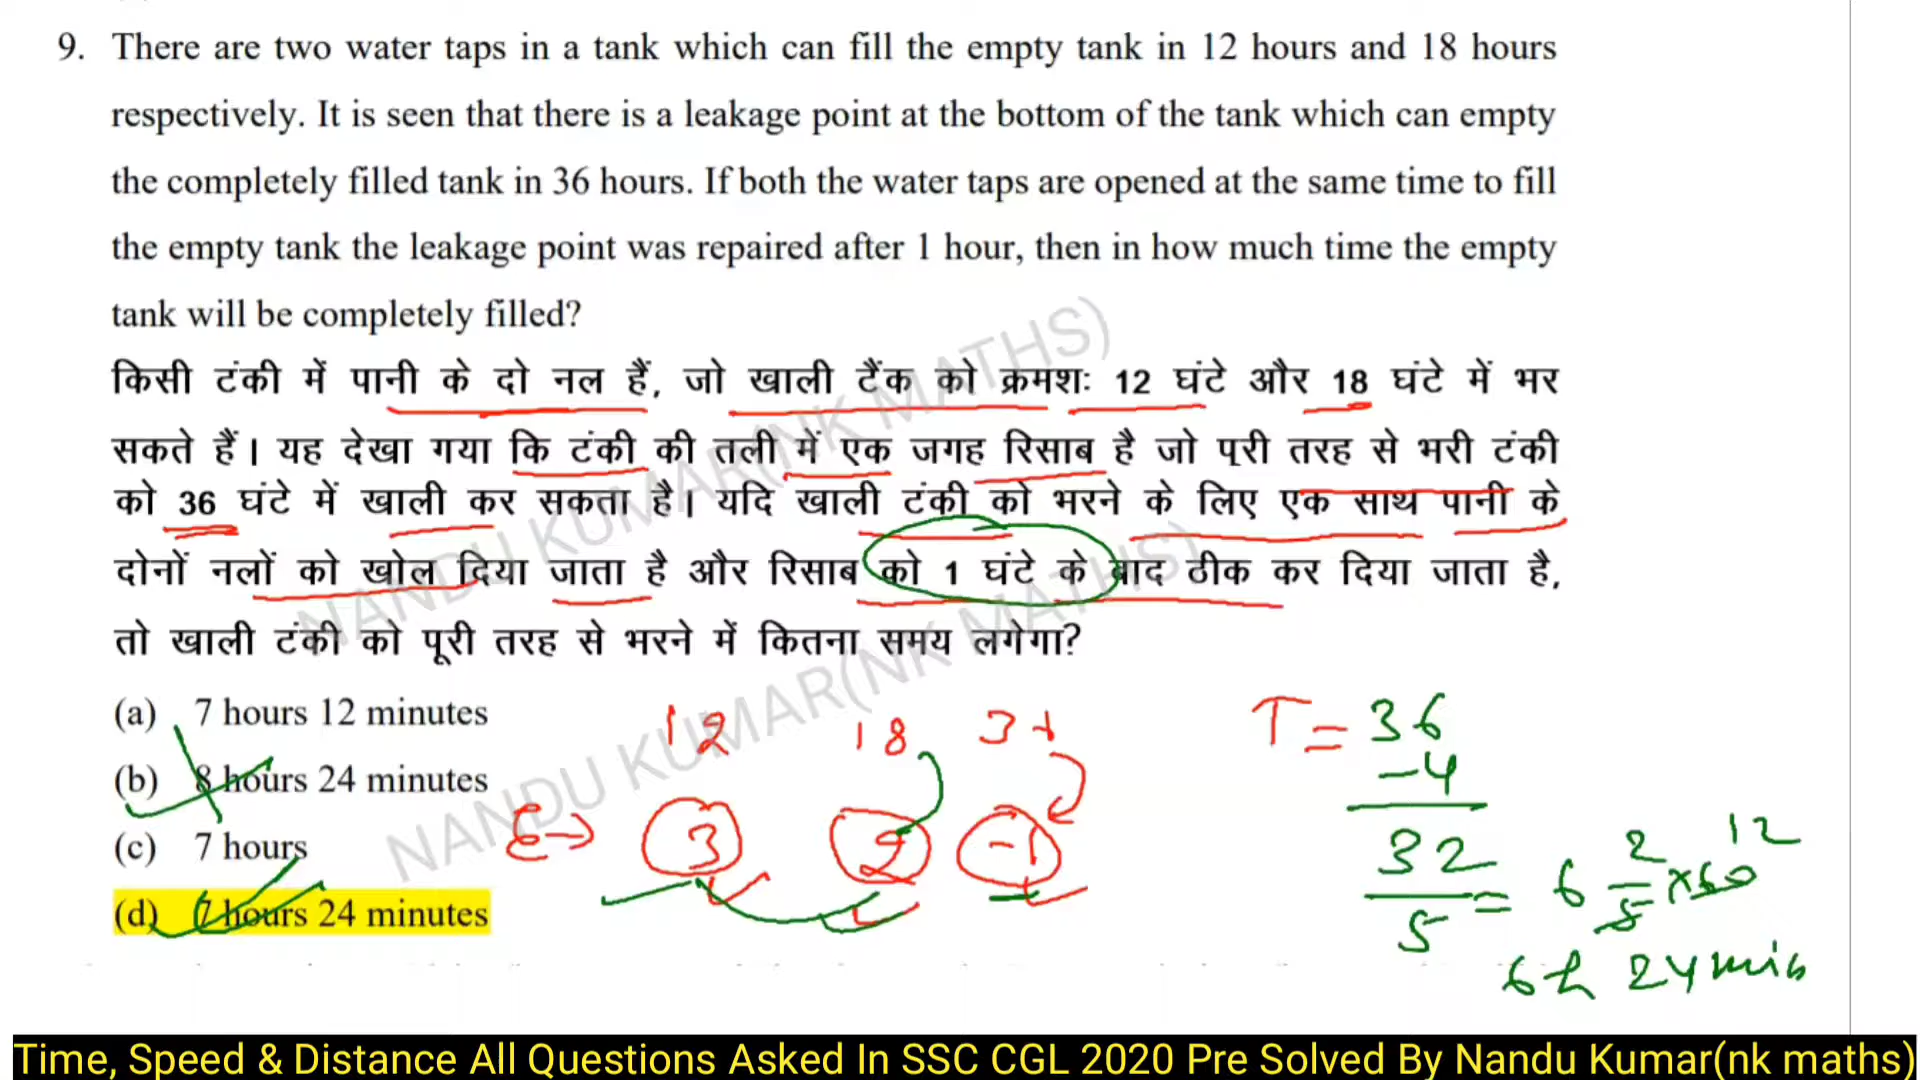 9. There are two water taps in a tank which can fill the empty tank in 12 hours and 18 hours
respectively. It is seen that there is a leakage point at the bottom of the tank which can empty
the completely filled tank in 36 hours. If both the water taps are opened at the same time to fill
the empty tank the leakage point was repaired after 1 hour, then in how much time the empty
tank will be completely filled?
किसी टंकी में पानी के दो नल हैं, जो खाली टैंक को क्रमशः 12 घंटे और 18 घंटे में भर
सकते हैं। यह देखा गया कि टंकी की तली में एक जगह रिसाब है जो पूरी तरह से भरी टंकी
को 36 घंटे में खाली कर सकता है। यदि खाली टंकी को भरने के लिए एक साथ पानी के
दोनों नलों को खोल दिया जाता है और रिसाब को 1 घंटे के बाद ठीक कर दिया जाता है,
तो खाली टंकी को पूरी तरह से भरने में कितना समय लगेगा?
(a) 7 hours 12 minutes
(b) 8 hours 24 minutes
(c) 7 hours
(d) 7 hours 24 minutes
12 18
3 2 -1
T = 36
-4
32
5 = 6 2/5 x 60 12
6h 24 min
NANDU KUMAR(NK MATHS)
NANDU KUMAR(NK MATHS)
Time, Speed & Distance All Questions Asked In SSC CGL 2020 Pre Solved By Nandu Kumar(nk maths)